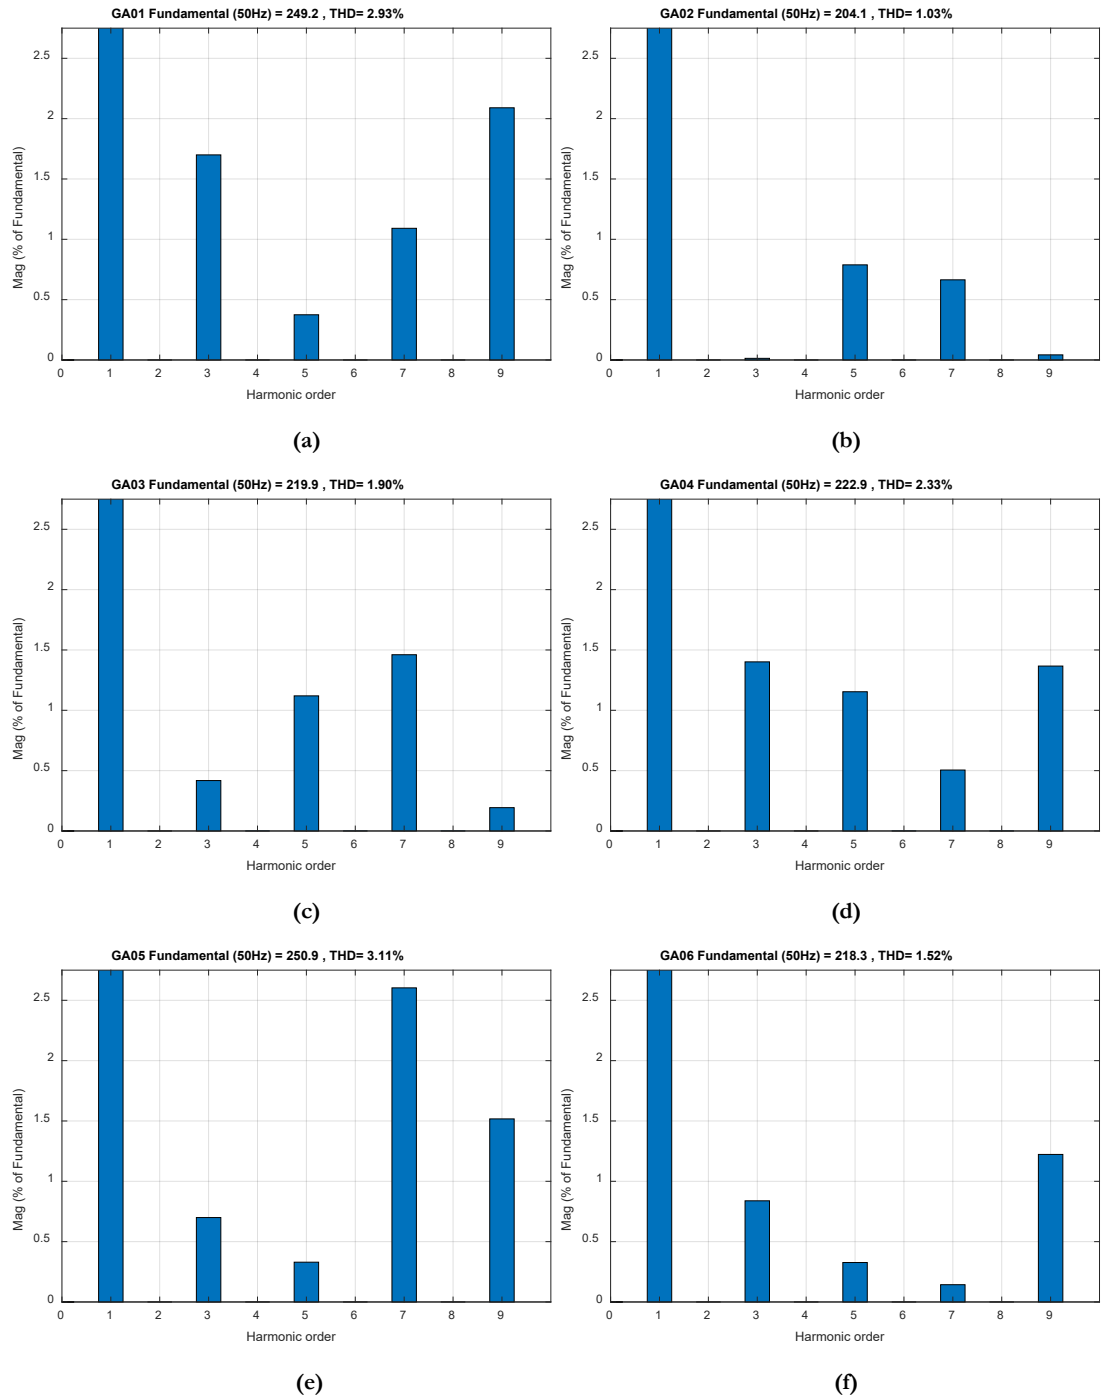 GA01 Fundamental (50Hz) = 249.2 , THD= 2.93%
Mag (% of Fundamental)
2.5
2
1.5
1
0.5
0
0 1 2 3 4 5 6 7 8 9
Harmonic order
(a)
GA02 Fundamental (50Hz) = 204.1 , THD= 1.03%
Mag (% of Fundamental)
2.5
2
1.5
1
0.5
0
0 1 2 3 4 5 6 7 8 9
Harmonic order
(b)
GA03 Fundamental (50Hz) = 219.9 , THD= 1.90%
Mag (% of Fundamental)
2.5
2
1.5
1
0.5
0
0 1 2 3 4 5 6 7 8 9
Harmonic order
(c)
GA04 Fundamental (50Hz) = 222.9 , THD= 2.33%
Mag (% of Fundamental)
2.5
2
1.5
1
0.5
0
0 1 2 3 4 5 6 7 8 9
Harmonic order
(d)
GA05 Fundamental (50Hz) = 250.9 , THD= 3.11%
Mag (% of Fundamental)
2.5
2
1.5
1
0.5
0
0 1 2 3 4 5 6 7 8 9
Harmonic order
(e)
GA06 Fundamental (50Hz) = 218.3 , THD= 1.52%
Mag (% of Fundamental)
2.5
2
1.5
1
0.5
0
0 1 2 3 4 5 6 7 8 9
Harmonic order
(f)